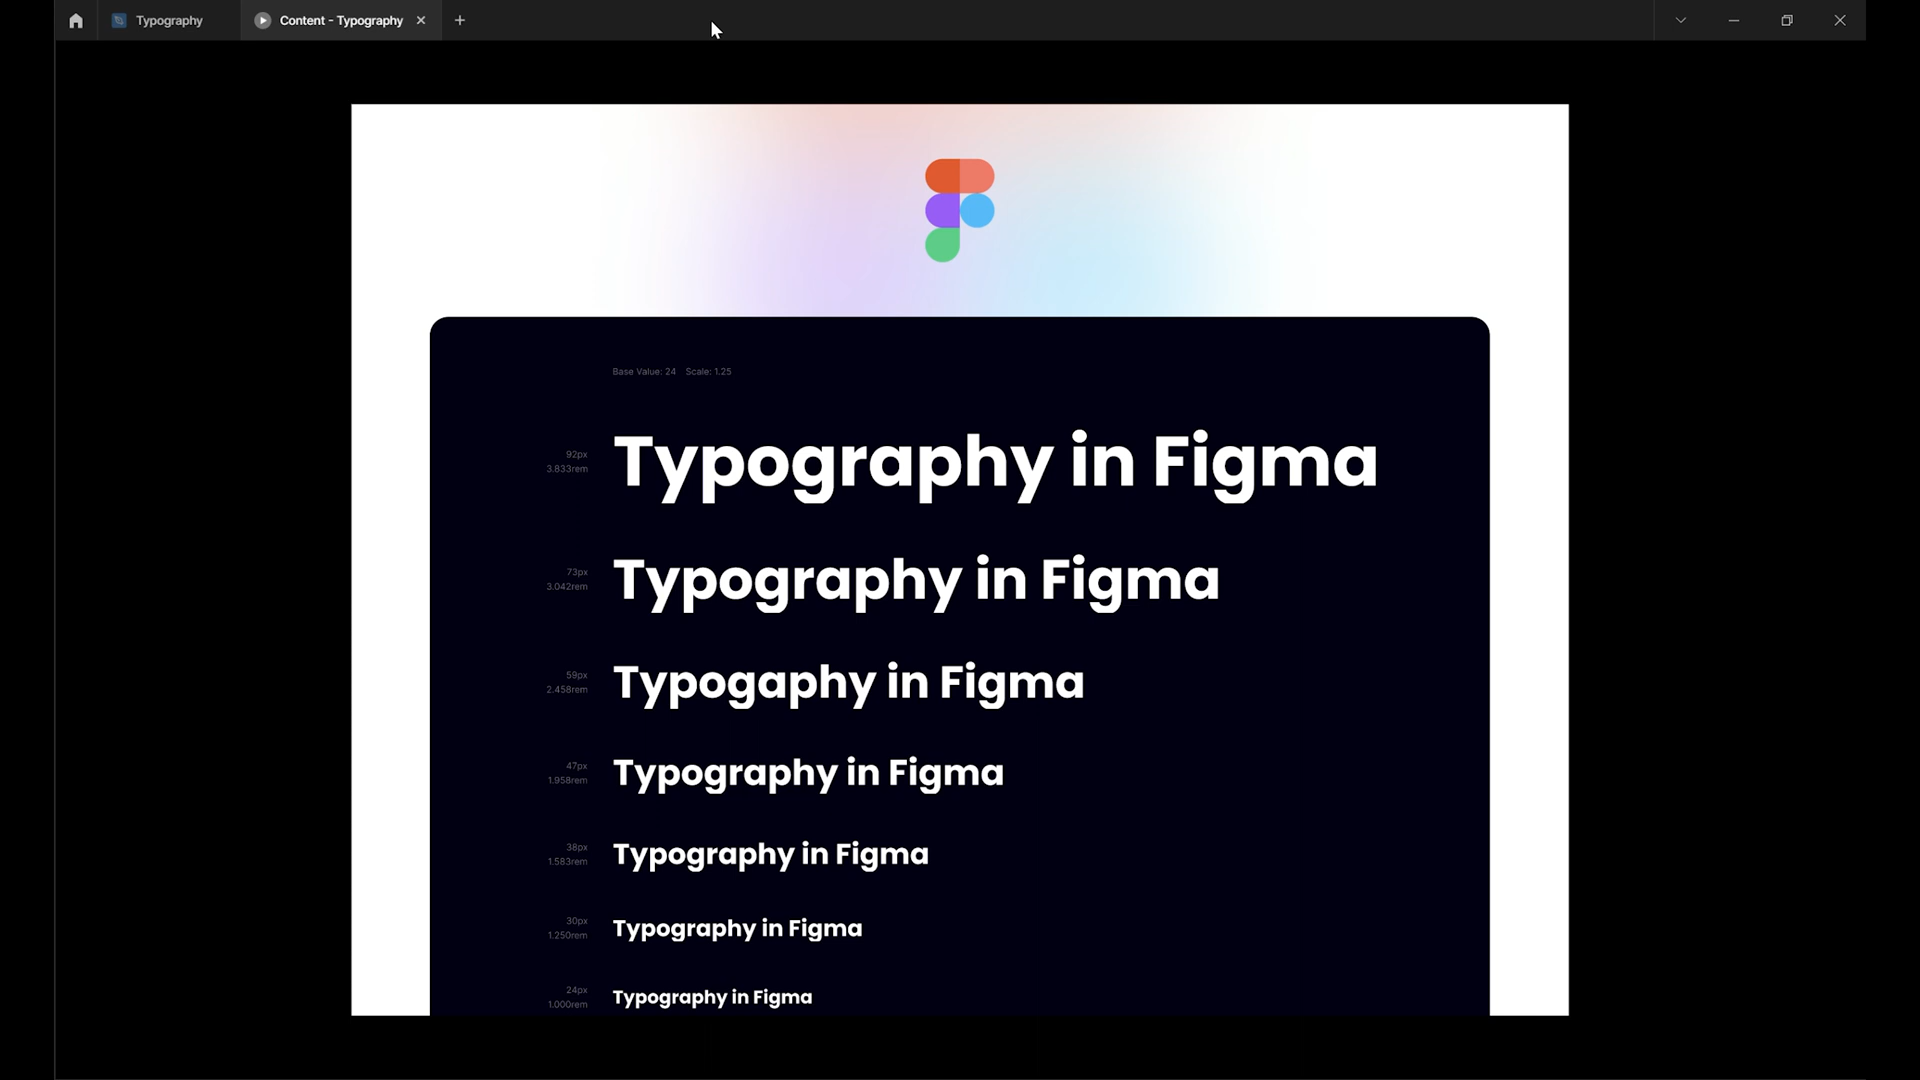 Typography
Content - Typography
Base Value: 24 Scale: 1.25
92px
3.833rem
Typography in Figma
73px
3.042rem
Typography in Figma
59px
2.458rem
Typogaphy in Figma
47px
1.958rem
Typography in Figma
38px
1.583rem
Typography in Figma
30px
1.250rem
Typography in Figma
24px
1.000rem
Typography in Figma